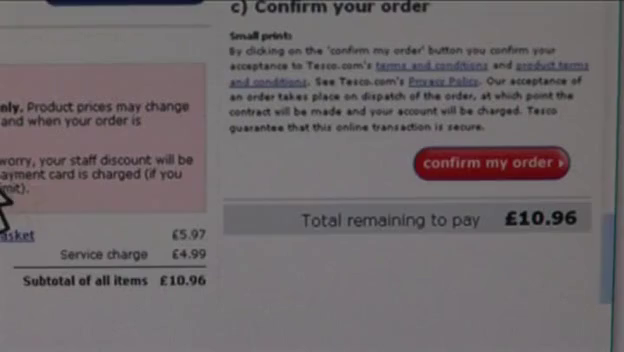 c) Confirm your order
Small print:
By clicking on the 'confirm my order' button you confirm your
acceptance to Tesco.com's terms and conditions and product terms
and conditions. See Tesco.com's Privacy Policy. Our acceptance of
an order takes place on dispatch of the order, at which point the
contract will be made and your account will be charged. Tesco
guarantee that this online transaction is secure.
confirm my order
Total remaining to pay £10.96
nly. Product prices may change
and when your order is
worry, your staff discount will be
ayment card is charged (if you
mit).
asket £5.97
Service charge £4.99
Subtotal of all items £10.96